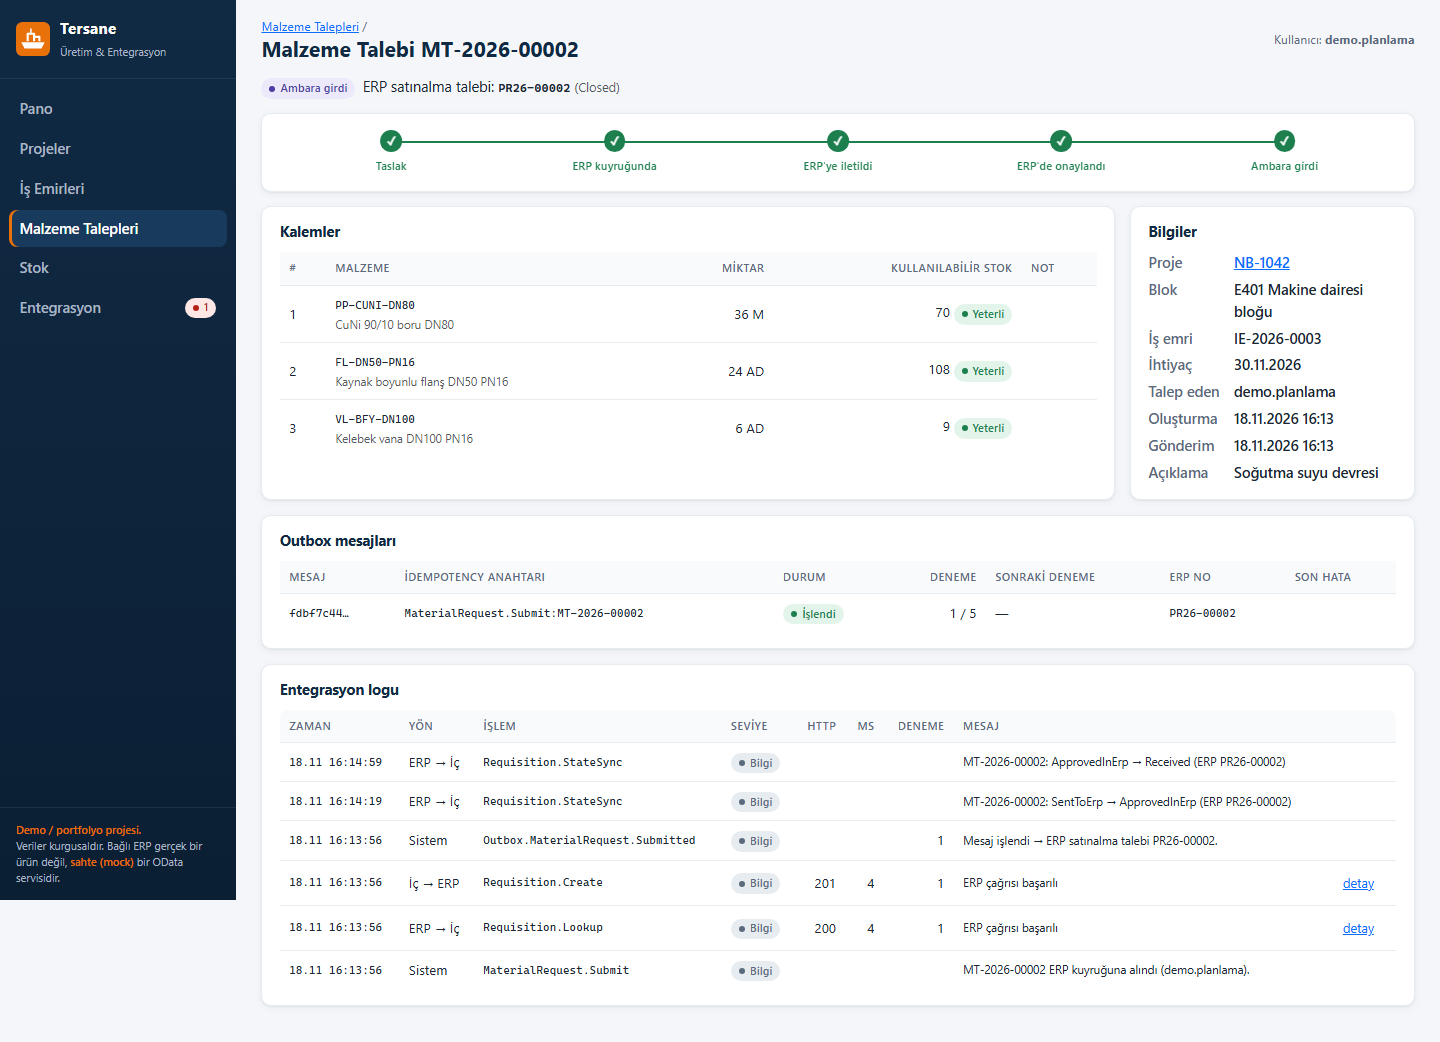 Tersane
Üretim & Entegrasyon
Pano
Projeler
İş Emirleri
Malzeme Talepleri
Stok
Entegrasyon 1
Demo / portfolyo projesi.
Veriler kurgusaldır. Bağlı ERP gerçek bir
ürün değil, sahte (mock) bir OData
servisidir.
Malzeme Talepleri /
Malzeme Talebi MT-2026-00002
Kullanıcı: demo.planlama
Ambara girdi ERP satınalma talebi: PR26-00002 (Closed)
Taslak ERP kuyruğunda ERP'ye iletildi ERP'de onaylandı Ambara girdi
Kalemler
# MALZEME MİKTAR KULLANILABİLİR STOK NOT
1 PP-CUNI-DN80 36 M 70 Yeterli
CuNi 90/10 boru DN80
2 FL-DN50-PN16 24 AD 108 Yeterli
Kaynak boyunlu flanş DN50 PN16
3 VL-BFY-DN100 6 AD 9 Yeterli
Kelebek vana DN100 PN16
Bilgiler
Proje NB-1042
Blok E401 Makine dairesi
bloğu
İş emri IE-2026-0003
İhtiyaç 30.11.2026
Talep eden demo.planlama
Oluşturma 18.11.2026 16:13
Gönderim 18.11.2026 16:13
Açıklama Soğutma suyu devresi
Outbox mesajları
MESAJ İDEMPOTENCY ANAHTARI DURUM DENEME SONRAKİ DENEME ERP NO SON HATA
fdbf7c44… MaterialRequest.Submit:MT-2026-00002 İşlendi 1 / 5 — PR26-00002
Entegrasyon logu
ZAMAN YÖN İŞLEM SEVİYE HTTP MS DENEME MESAJ
18.11 16:14:59 ERP → İç Requisition.StateSync Bilgi MT-2026-00002: ApprovedInErp → Received (ERP PR26-00002)
18.11 16:14:19 ERP → İç Requisition.StateSync Bilgi MT-2026-00002: SentToErp → ApprovedInErp (ERP PR26-00002)
18.11 16:13:56 Sistem Outbox.MaterialRequest.Submitted Bilgi 1 Mesaj işlendi → ERP satınalma talebi PR26-00002.
18.11 16:13:56 İç → ERP Requisition.Create Bilgi 201 4 1 ERP çağrısı başarılı detay
18.11 16:13:56 ERP → İç Requisition.Lookup Bilgi 200 4 1 ERP çağrısı başarılı detay
18.11 16:13:56 Sistem MaterialRequest.Submit Bilgi MT-2026-00002 ERP kuyruğuna alındı (demo.planlama).